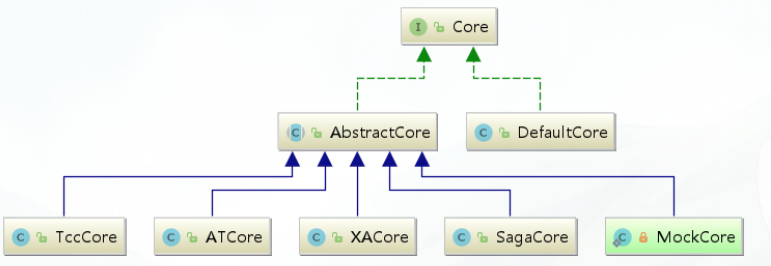 I Core
C AbstractCore
C DefaultCore
C TccCore
C ATCore
C XACore
C SagaCore
C MockCore